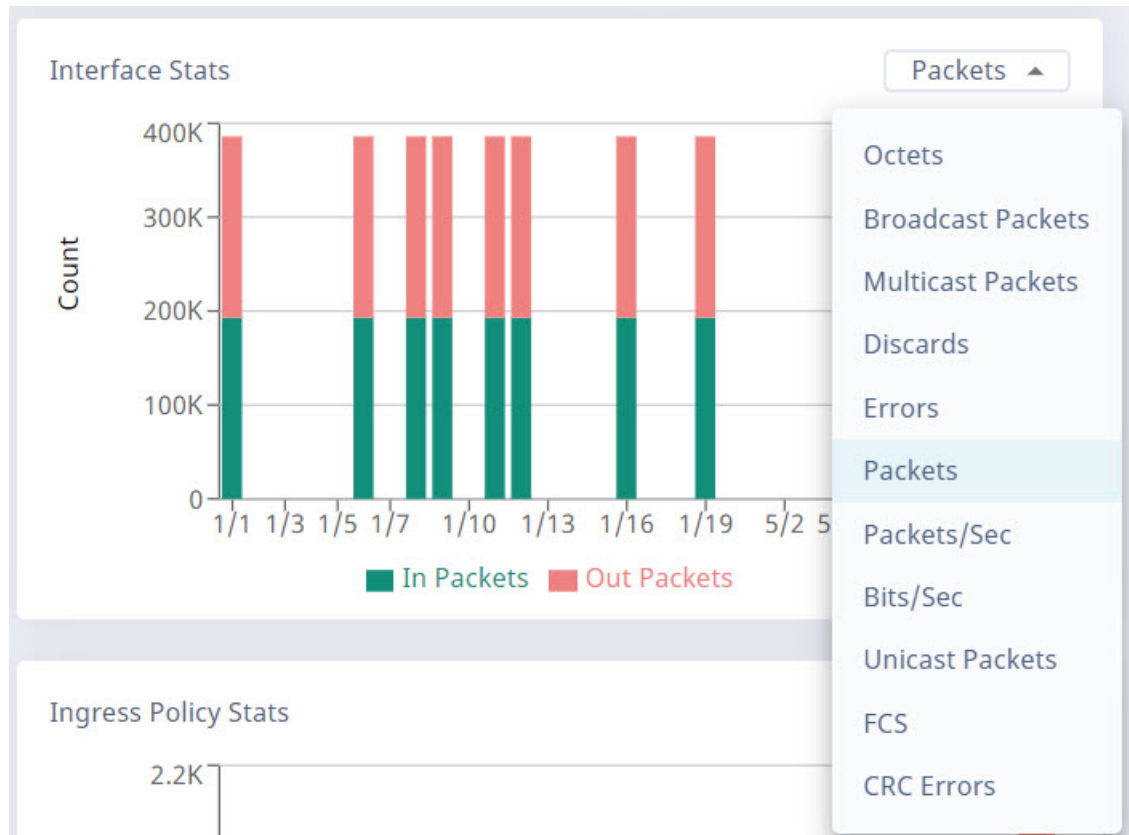 Interface Stats
Packets
400K
300K
200K
100K
0
Count
1/1 1/3 1/5 1/7 1/10 1/13 1/16 1/19 5/2 5
In Packets Out Packets
Octets
Broadcast Packets
Multicast Packets
Discards
Errors
Packets
Packets/Sec
Bits/Sec
Unicast Packets
FCS
CRC Errors
Ingress Policy Stats
2.2K